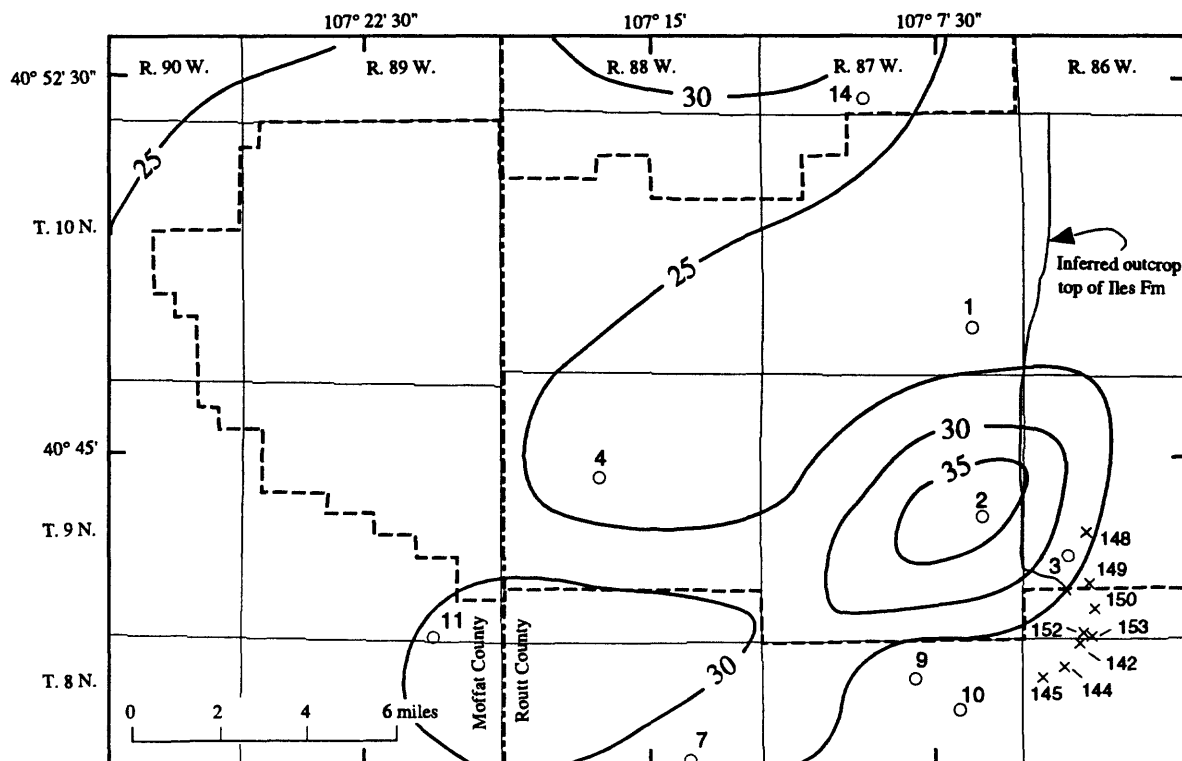 107° 22' 30"
107° 15'
107° 7' 30"
40° 52' 30"
R. 90 W.
R. 89 W.
R. 88 W.
R. 87 W.
R. 86 W.
30
14
25
T. 10 N.
25
Inferred outcrop
top of Iles Fm
1
30
40° 45'
4
35
2
T. 9 N.
148
3
149
150
11
152
153
Moffat County
Routt County
30
142
T. 8 N.
9
145
144
10
0 2 4 6 miles
7